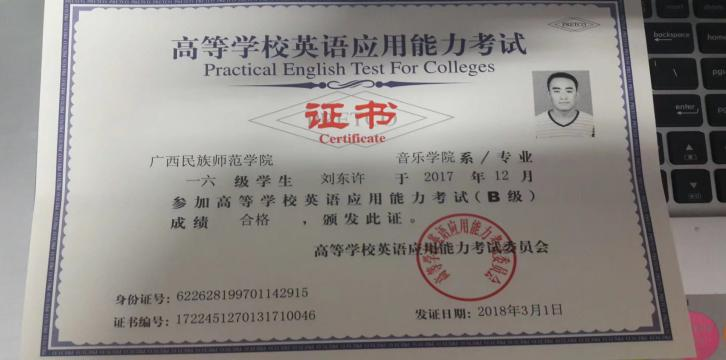 PRETCO
高等学校英语应用能力考试
Practical English Test For Colleges
证书
Certificate
广西民族师范学院 音乐学院 系/专业
一六 级学生 刘东许 于 2017 年 12 月
参加高等学校英语应用能力考试(B级)
成绩 合格 ，颁发此证。
高等学校英语应用能力考试委员会
身份证号：622628199701142915
证书编号：17224512701317​10046
发证日期：2018年3月1日
backspace
home
pgu
enter